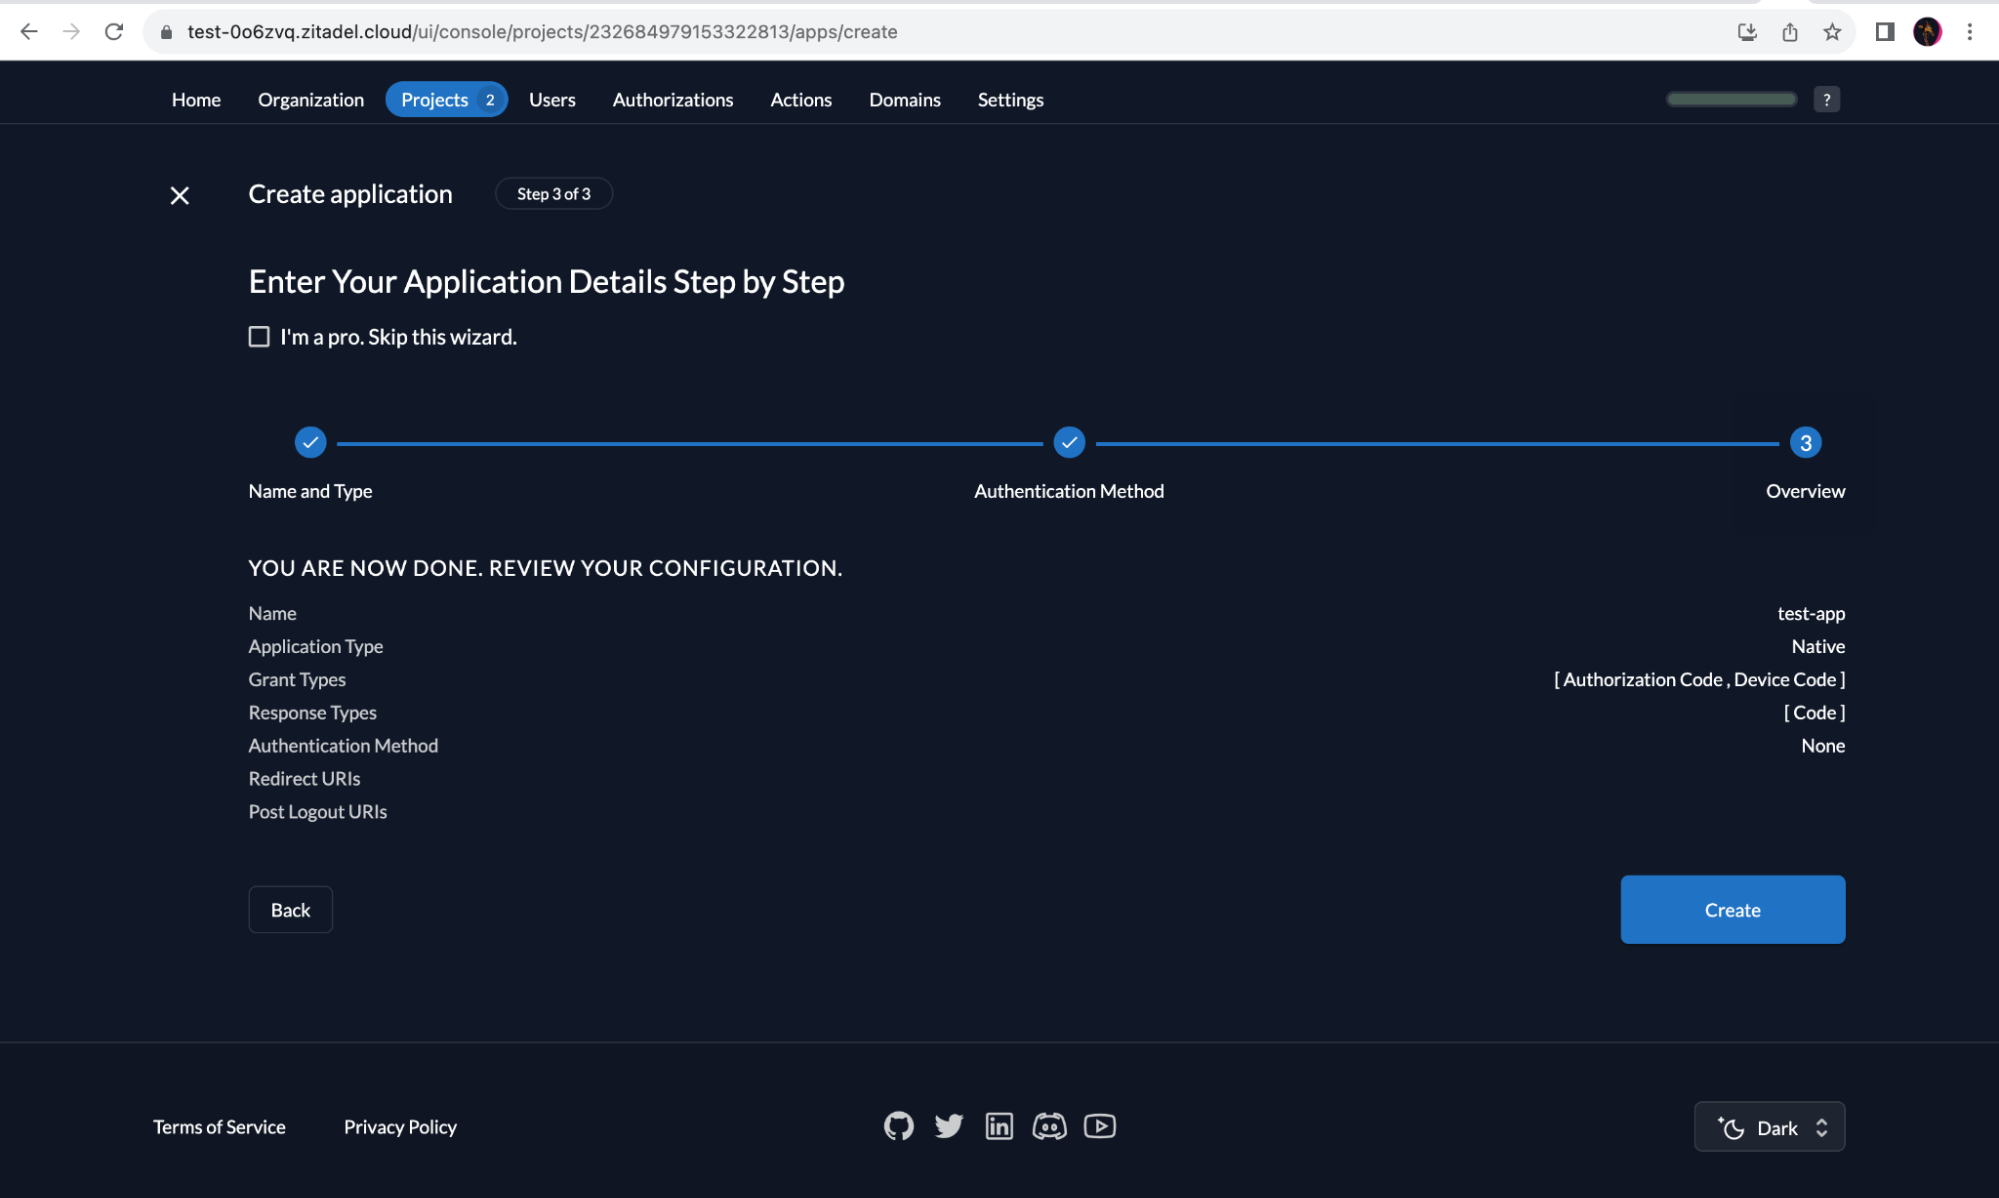 test-0o6zvq.zitadel.cloud/ui/console/projects/232684979153322813/apps/create
Home Organization Projects 2 Users Authorizations Actions Domains Settings ?
Create application Step 3 of 3
Enter Your Application Details Step by Step
I'm a pro. Skip this wizard.
3
Name and Type Authentication Method Overview
YOU ARE NOW DONE. REVIEW YOUR CONFIGURATION.
Name test-app
Application Type Native
Grant Types [ Authorization Code , Device Code ]
Response Types [ Code ]
Authentication Method None
Redirect URIs
Post Logout URIs
Back Create
Terms of Service Privacy Policy in Dark